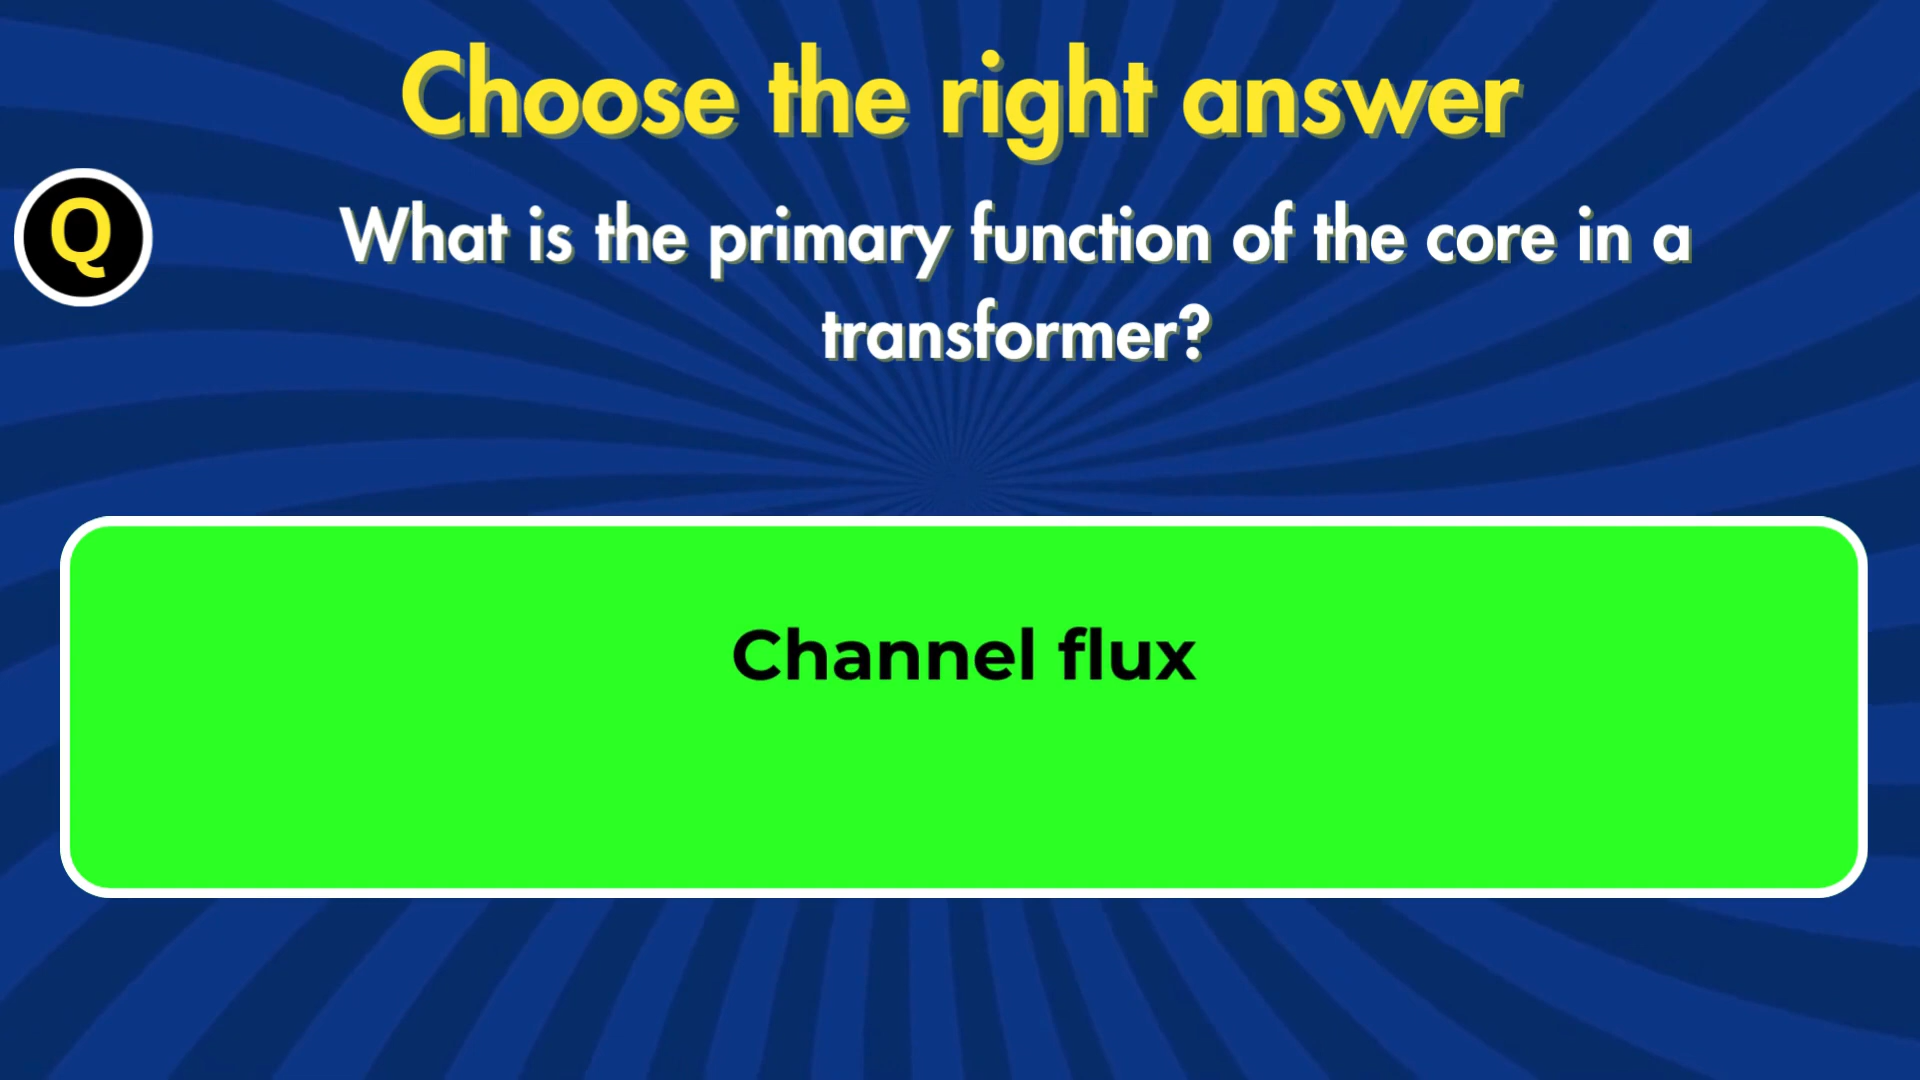 Choose the right answer
Q
What is the primary function of the core in a
transformer?
Channel flux